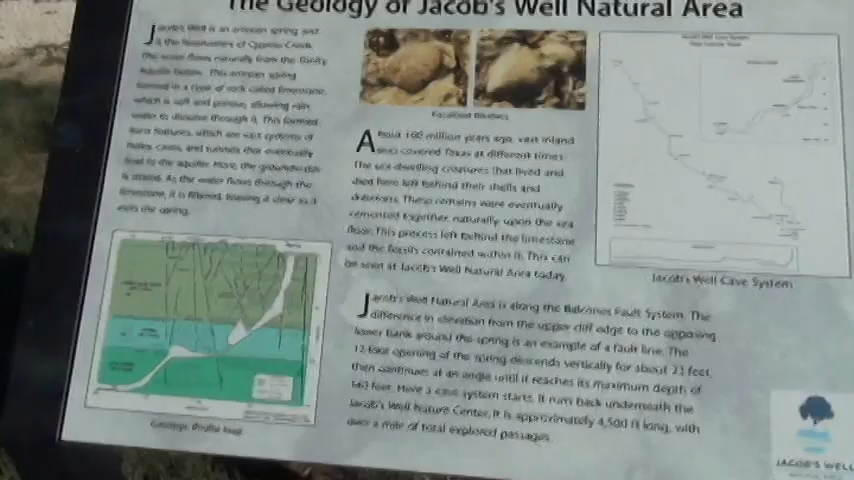 The Geology of Jacob's Well Natural Area
Jacob's Well is an artesian spring and
is the headwaters of Cypress Creek.
The water flows naturally from the Trinity
Aquifer below. This artesian spring
formed in a layer of rock called limestone,
which is soft and porous, allowing rain
water to dissolve through it. This formed
karst features, which are vast systems of
holes, caves, and tunnels that eventually
lead to the aquifer. Here, the groundwater
is stored. As the water flows through the
limestone, it is filtered, leaving it clear as it
exits the spring.
Fossilized
About 100 million years ago, vast inland
seas covered Texas at different times.
The sea-dwelling creatures that lived and
died here left behind their shells and
skeletons. These remains were eventually
cemented together naturally upon the sea
floor. This process left behind the limestone
and the fossils contained within it. This can
be seen at Jacob's Well Natural Area today.
Jacob's Well Cave System
Jacob's Well Natural Area is along the Balcones Fault System. The
difference in elevation from the upper cliff edge to the opposing
lower bank around the spring is an example of a fault line. The
12-foot opening of the spring descends vertically for about 23 feet,
then continues at an angle until it reaches its maximum depth of
140 feet. Here a cave system starts. It runs back underneath the
Jacob's Well Nature Center. It is approximately 4,500 ft long, with
over a mile of total explored passages.
JACOB'S WELL
NATURAL AREA